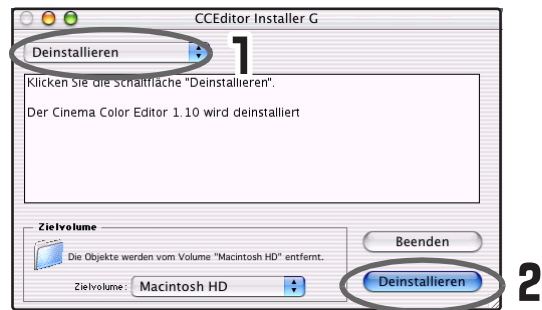 CCEditor Installer G
Deinstallieren
1
Klicken Sie die Schaltfläche "Deinstallieren".
Der Cinema Color Editor 1.10 wird deinstalliert
Zielvolume
Die Objekte werden vom Volume "Macintosh HD" entfernt.
Zielvolume: Macintosh HD
Beenden
Deinstallieren
2